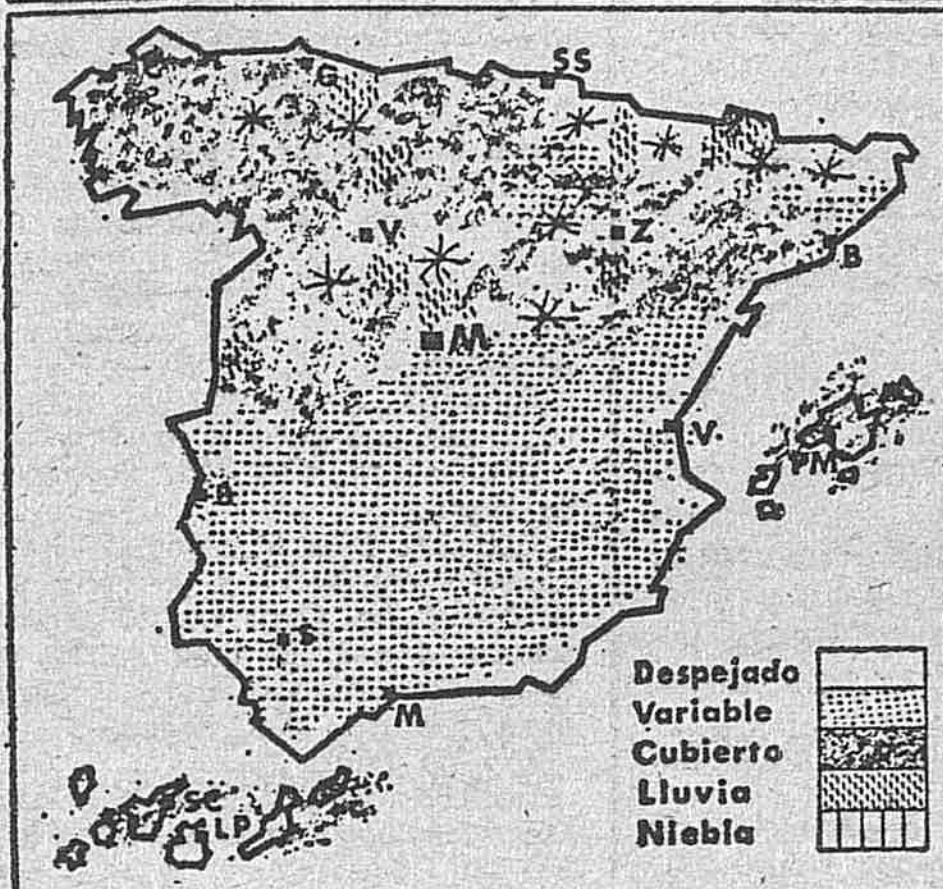 SS
G
V
Z
B
M
V.
PM
B
S
M
SC
LP
Despejado
Variable
Cubierto
Lluvia
Niebla